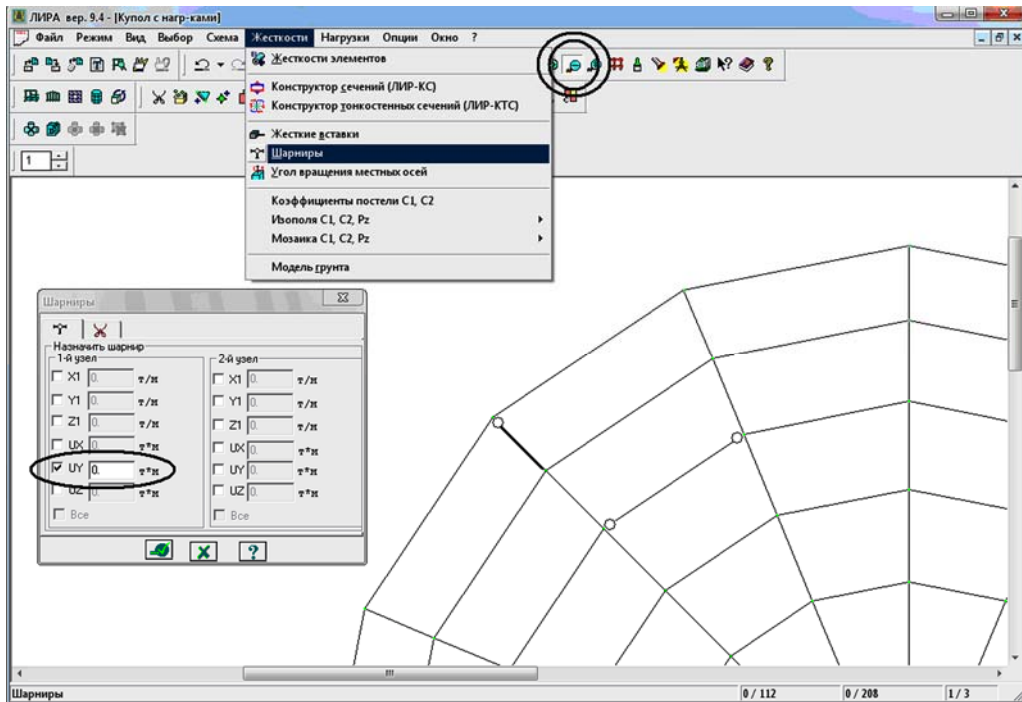 ЛИРА вер. 9.4 - [Купол с нагр-ками]
Файл Режим Вид Выбор Схема Жесткости Нагрузки Опции Окно ?
Жесткости элементов
Конструктор сечений (ЛИР-КС)
Конструктор тонкостенных сечений (ЛИР-КТС)
Жесткие вставки
Шарниры
Угол вращения местных осей
Коэффициенты постели C1, C2
Изополя C1, C2, Pz
Мозаика C1, C2, Pz
Модель грунта
1
Шарниры
Назначить шарнир
1-й узел 2-й узел
X1 0. т/м X1 0. т/м
Y1 0. т/м Y1 0. т/м
Z1 0. т/м Z1 0. т/м
UX 0. т*м UX 0. т*м
UY 0. т*м UY 0. т*м
UZ 0. т*м UZ 0. т*м
Все Все
?
Шарниры 0 / 112 0 / 208 1 / 3